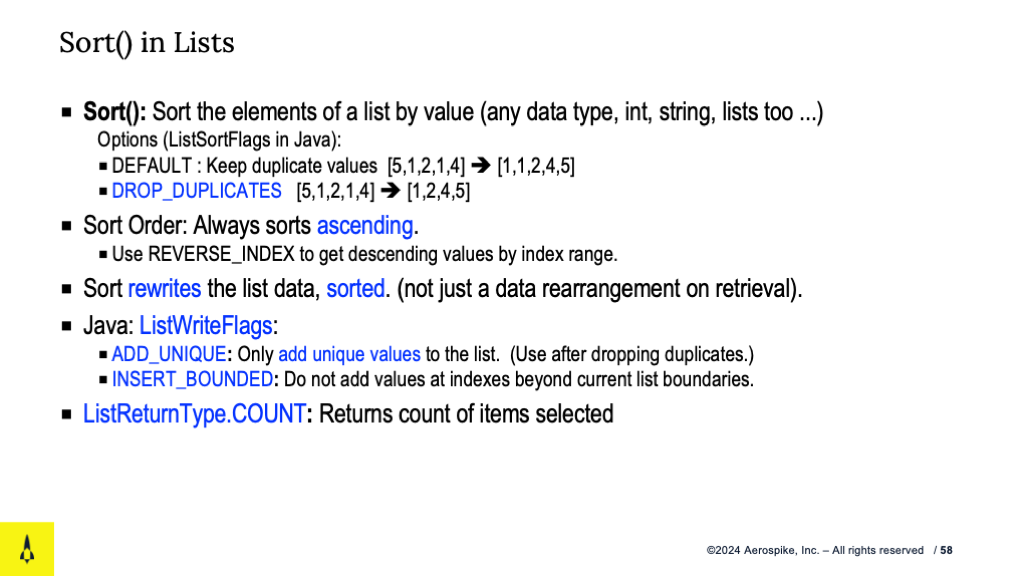 Sort() in Lists
▪ Sort(): Sort the elements of a list by value (any data type, int, string, lists too ...)
Options (ListSortFlags in Java):
▪ DEFAULT : Keep duplicate values [5,1,2,1,4] ➔ [1,1,2,4,5]
▪ DROP_DUPLICATES [5,1,2,1,4] ➔ [1,2,4,5]
▪ Sort Order: Always sorts ascending.
▪ Use REVERSE_INDEX to get descending values by index range.
▪ Sort rewrites the list data, sorted. (not just a data rearrangement on retrieval).
▪ Java: ListWriteFlags:
▪ ADD_UNIQUE: Only add unique values to the list. (Use after dropping duplicates.)
▪ INSERT_BOUNDED: Do not add values at indexes beyond current list boundaries.
▪ ListReturnType.COUNT: Returns count of items selected
©2024 Aerospike, Inc. – All rights reserved / 58